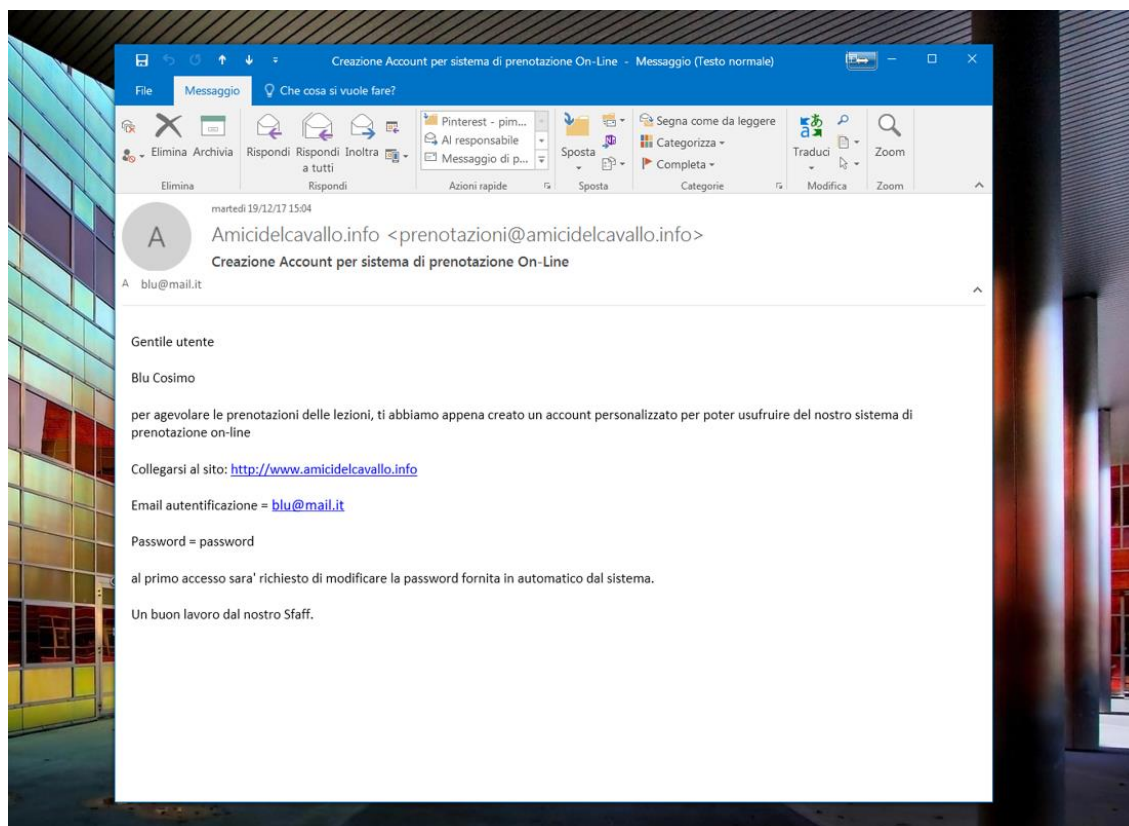 Creazione Account per sistema di prenotazione On-Line - Messaggio (Testo normale)
File Messaggio Che cosa si vuole fare?
Elimina Archivia
Rispondi Rispondi a tutti Inoltra
Pinterest - pim...
Al responsabile
Messaggio di p...
Sposta
Segna come da leggere
Categorizza
Completa
Traduci
Zoom
Elimina Rispondi Azioni rapide Sposta Categorie Modifica Zoom
martedì 19/12/17 15:04
A
Amicidelcavallo.info <prenotazioni@amicidelcavallo.info>
Creazione Account per sistema di prenotazione On-Line
A blu@mail.it
Gentile utente
Blu Cosimo
per agevolare le prenotazioni delle lezioni, ti abbiamo appena creato un account personalizzato per poter usufruire del nostro sistema di
prenotazione on-line
Collegarsi al sito: http://www.amicidelcavallo.info
Email autentificazione = blu@mail.it
Password = password
al primo accesso sara' richiesto di modificare la password fornita in automatico dal sistema.
Un buon lavoro dal nostro Sfaff.